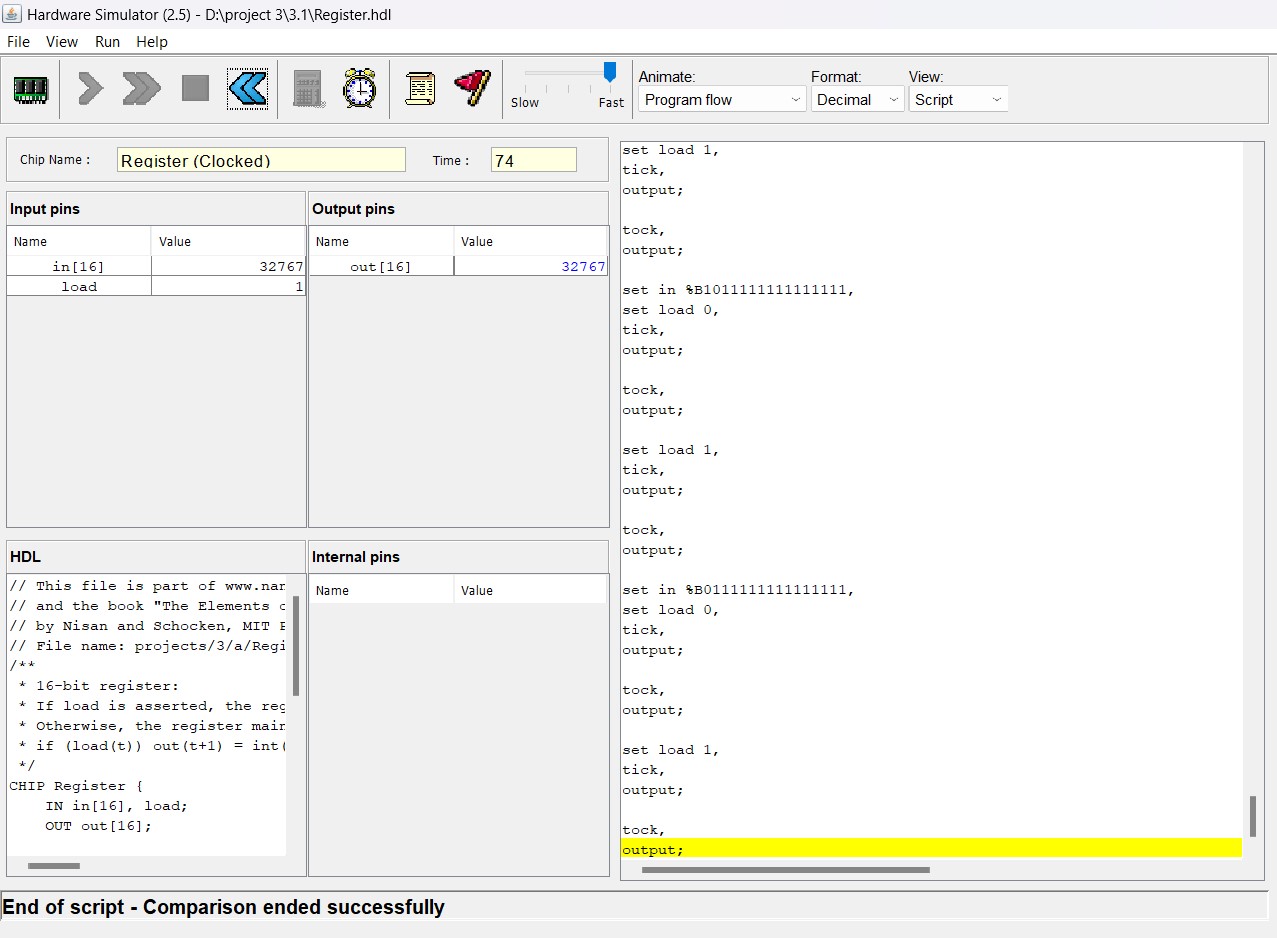 Hardware Simulator (2.5) - D:\project 3\3.1\Register.hdl
File View Run Help
Slow Fast
Animate: Format: View:
Program flow Decimal Script
Chip Name : Register (Clocked) Time : 74
Input pins
Name Value
in[16] 32767
load 1
Output pins
Name Value
out[16] 32767
HDL
// This file is part of www.nan
// and the book "The Elements o
// by Nisan and Schocken, MIT P
// File name: projects/3/a/Regi
/**
* 16-bit register:
* If load is asserted, the reg
* Otherwise, the register main
* if (load(t)) out(t+1) = int(
*/
CHIP Register {
IN in[16], load;
OUT out[16];
Internal pins
Name Value
set load 1,
tick,
output;
tock,
output;
set in %B1011111111111111,
set load 0,
tick,
output;
tock,
output;
set load 1,
tick,
output;
tock,
output;
set in %B0111111111111111,
set load 0,
tick,
output;
tock,
output;
set load 1,
tick,
output;
tock,
output;
End of script - Comparison ended successfully